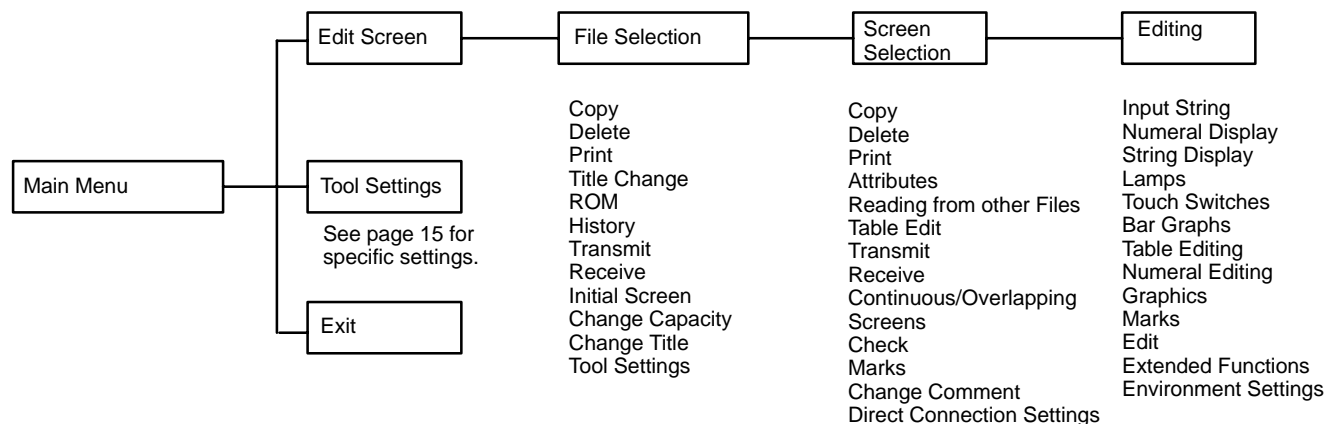 Main Menu
Edit Screen
Tool Settings
See page 15 for
specific settings.
Exit
File Selection
Copy
Delete
Print
Title Change
ROM
History
Transmit
Receive
Initial Screen
Change Capacity
Change Title
Tool Settings
Screen
Selection
Copy
Delete
Print
Attributes
Reading from other Files
Table Edit
Transmit
Receive
Continuous/Overlapping
Screens
Check
Marks
Change Comment
Direct Connection Settings
Editing
Input String
Numeral Display
String Display
Lamps
Touch Switches
Bar Graphs
Table Editing
Numeral Editing
Graphics
Marks
Edit
Extended Functions
Environment Settings